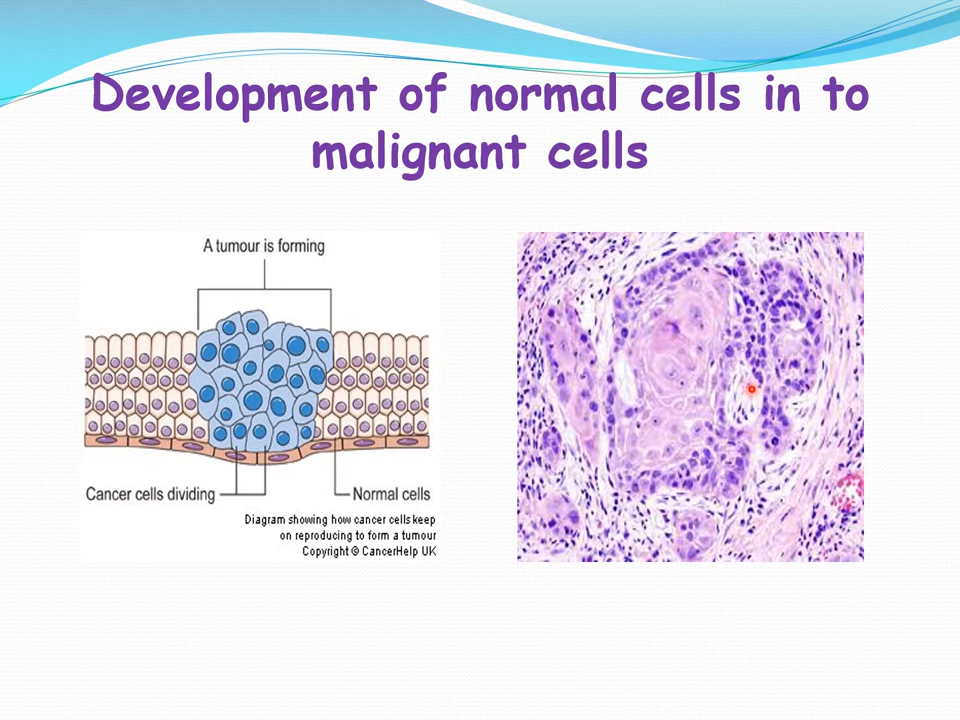 Development of normal cells in to
malignant cells
A tumour is forming
Cancer cells dividing
Normal cells
Diagram showing how cancer cells keep
on reproducing to form a tumour
Copyright © CancerHelp UK